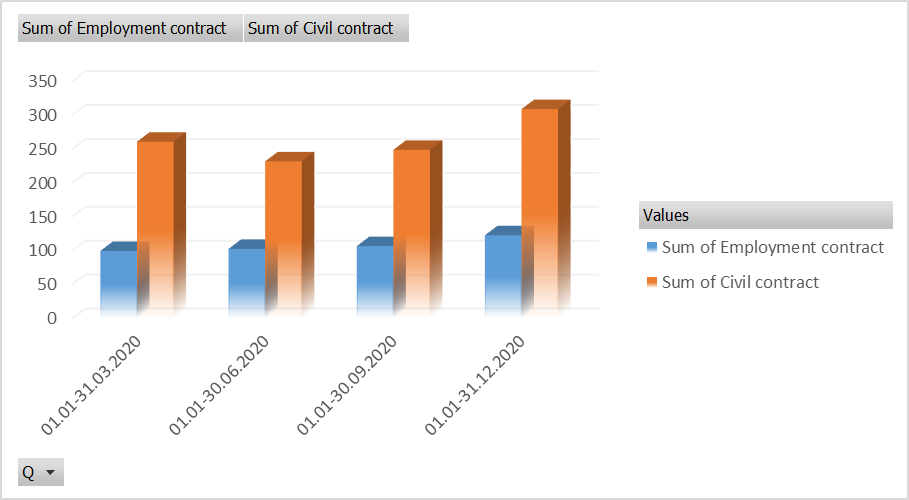 Sum of Employment contract Sum of Civil contract
350
300
250
200
150
100
50
0
01.01-31.03.2020
01.01-30.06.2020
01.01-30.09.2020
01.01-31.12.2020
Values
Sum of Employment contract
Sum of Civil contract
Q